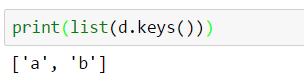 print(list(d.keys()))
['a', 'b']